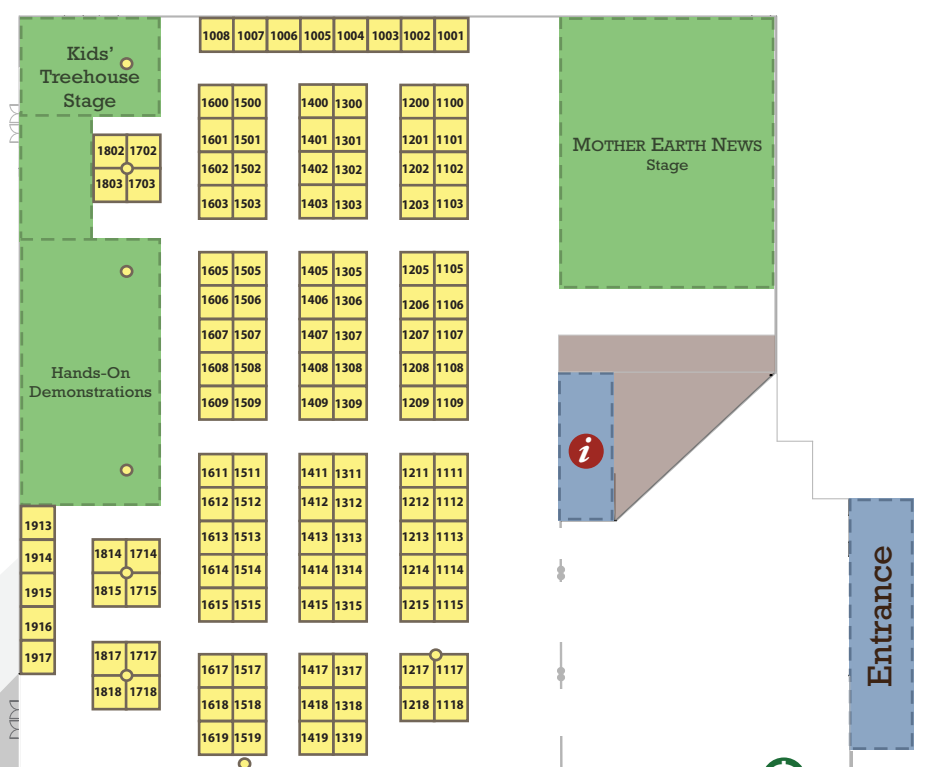 1008 1007 1006 1005 1004 1003 1002 1001
Kids'
Treehouse
Stage
1600 1500 1400 1300 1200 1100
1601 1501 1401 1301 1201 1101
MOTHER EARTH NEWS
Stage
1802 1702
1602 1502 1402 1302 1202 1102
1803 1703
1603 1503 1403 1303 1203 1103
1605 1505 1405 1305 1205 1105
1606 1506 1406 1306 1206 1106
1607 1507 1407 1307 1207 1107
Hands-On
Demonstrations
1608 1508 1408 1308 1208 1108
1609 1509 1409 1309 1209 1109
i
1611 1511 1411 1311 1211 1111
1612 1512 1412 1312 1212 1112
1913
1613 1513 1413 1313 1213 1113
1914
1814 1714
1614 1514 1414 1314 1214 1114
1915
1815 1715
1615 1515 1415 1315 1215 1115
Entrance
1916
1917
1817 1717
1617 1517 1417 1317 1217 1117
1818 1718
1618 1518 1418 1318 1218 1118
1619 1519 1419 1319